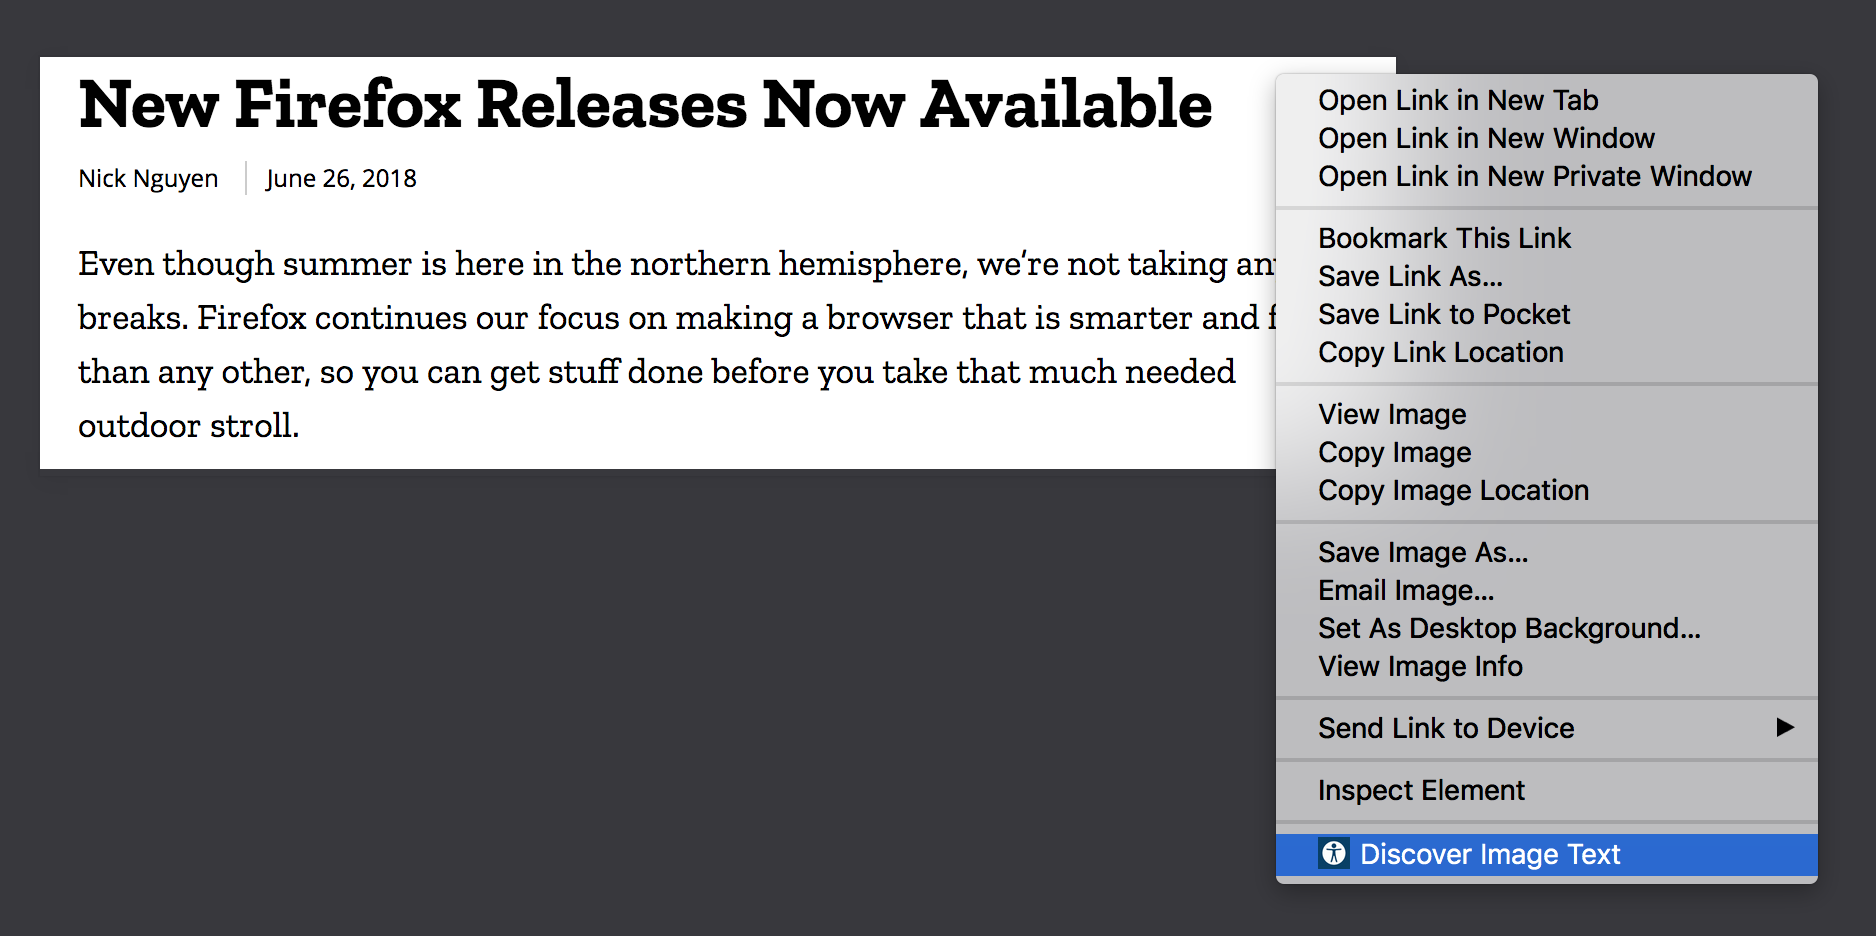 New Firefox Releases Now Available
Nick Nguyen
June 26, 2018
Even though summer is here in the northern hemisphere, we’re not taking
breaks. Firefox continues our focus on making a browser that is smarter and
than any other, so you can get stuff done before you take that much needed
outdoor stroll.
Open Link in New Tab
Open Link in New Window
Open Link in New Private Window
Bookmark This Link
Save Link As...
Save Link to Pocket
Copy Link Location
View Image
Copy Image
Copy Image Location
Save Image As...
Email Image...
Set As Desktop Background...
View Image Info
Send Link to Device
Inspect Element
Discover Image Text